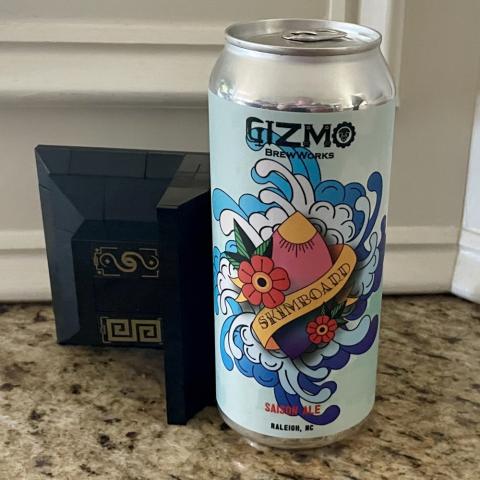 GIZMO
BREWWORKS
SKIMBOARD
SAISON ALE
RALEIGH, NC